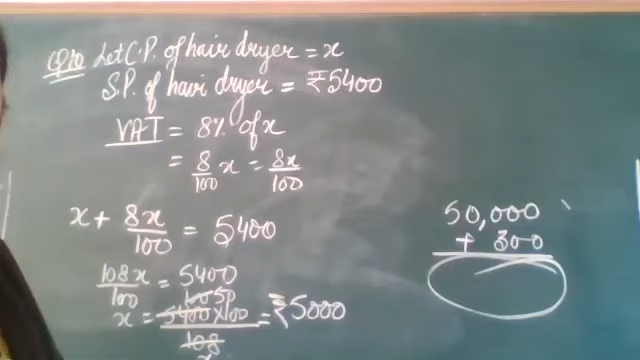 Q10 Let C.P. of hair dryer = x
S.P. of hair dryer = ₹5400
VAT = 8% of x
= 8/100 x = 8x/100
x + 8x/100 = 5400
108x/100 = 5400
x = 5400×100/108 = ₹5000
50,000
+ 300